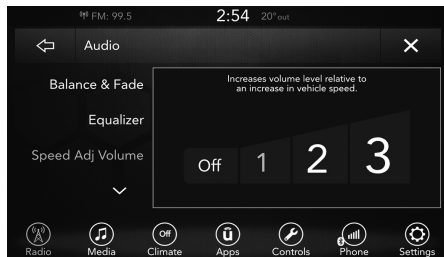 FM: 99.5 2:54 20°out
Audio
Balance & Fade
Equalizer
Speed Adj Volume
Increases volume level relative to
an increase in vehicle speed.
Off 1 2 3
Off
Radio Media Climate Apps Controls Phone Settings